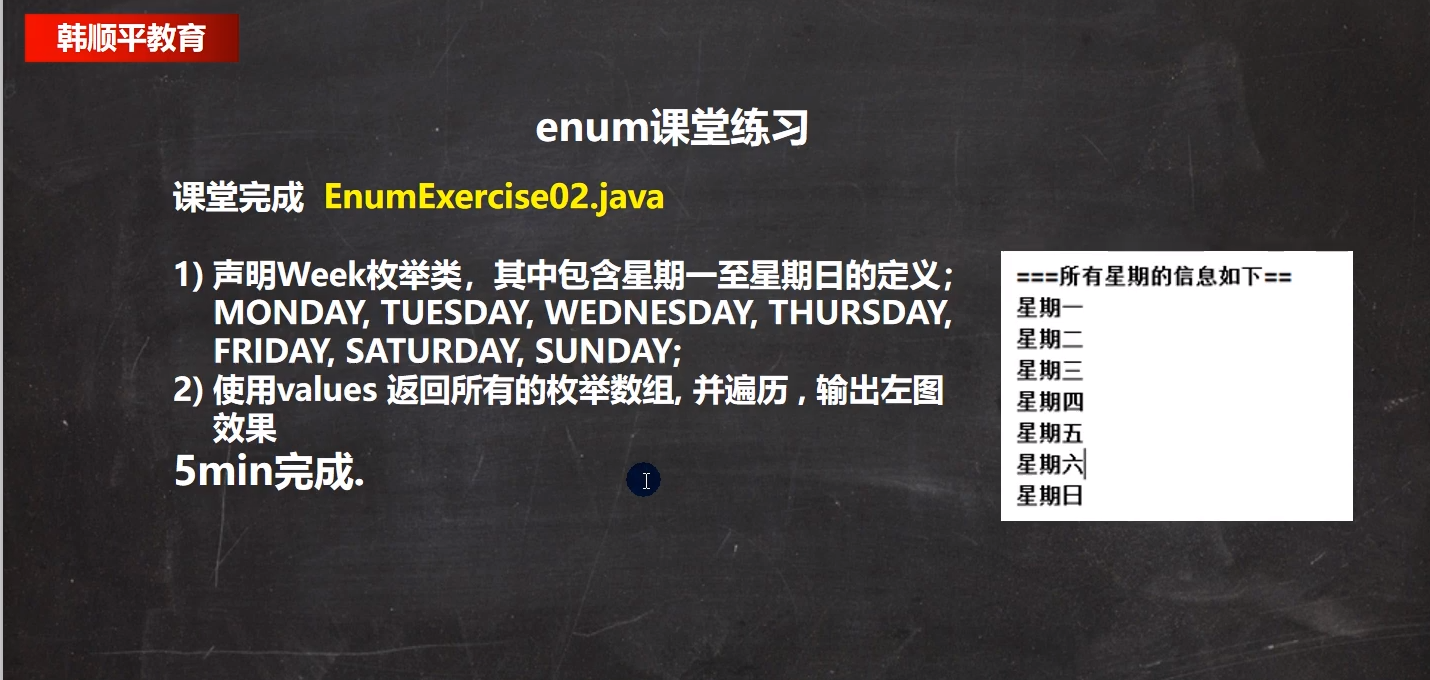 韩顺平教育
enum课堂练习
课堂完成 EnumExercise02.java
1) 声明Week枚举类，其中包含星期一至星期日的定义；
MONDAY, TUESDAY, WEDNESDAY, THURSDAY,
FRIDAY, SATURDAY, SUNDAY;
2) 使用values 返回所有的枚举数组, 并遍历 , 输出左图
效果
5min完成.
===所有星期的信息如下==
星期一
星期二
星期三
星期四
星期五
星期六
星期日